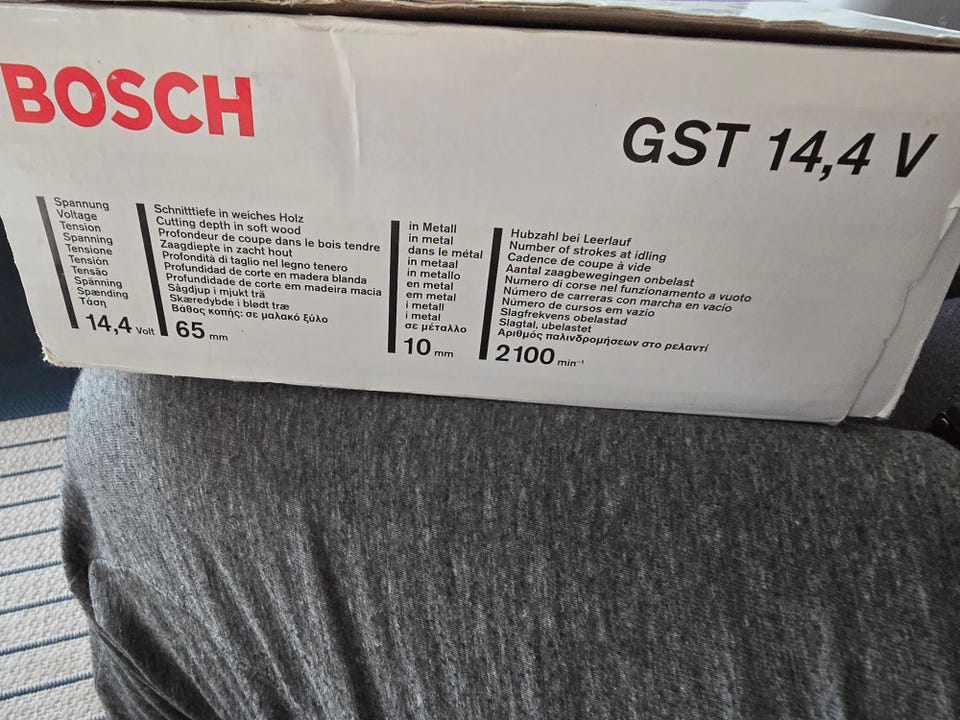 BOSCH
GST 14,4 V
Spannung
Voltage
Tension
Spanning
Tensione
Tensión
Tensão
Spänning
Spænding
Τάση
14,4 Volt
Schnitttiefe in weiches Holz
Cutting depth in soft wood
Profondeur de coupe dans le bois tendre
Zaagdiepte in zacht hout
Profondità di taglio nel legno tenero
Profundidad de corte en madera blanda
Profundidade de corte em madeira macia
Sågdjup i mjukt trä
Skæredybde i blødt træ
Βάθος κοπής: σε μαλακό ξύλο
65 mm
in Metall
in metal
dans le métal
in metaal
in metallo
en metal
em metal
i metall
i metal
σε μέταλλο
10 mm
Hubzahl bei Leerlauf
Number of strokes at idling
Cadence de coupe à vide
Aantal zaagbewegingen onbelast
Numero di corse nel funzionamento a vuoto
Número de carreras con marcha en vacío
Número de cursos em vazio
Slagfrekvens obelastad
Slagtal, ubelastet
Αριθμός παλινδρομήσεων στο ρελαντί
2100 min⁻¹